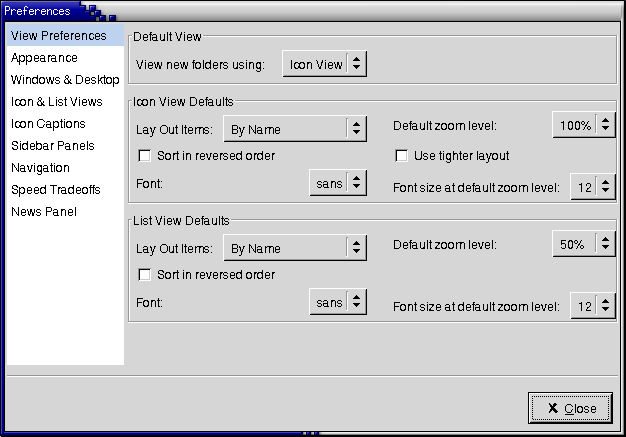 Preferences
View Preferences
Appearance
Windows & Desktop
Icon & List Views
Icon Captions
Sidebar Panels
Navigation
Speed Tradeoffs
News Panel
Default View
View new folders using: Icon View
Icon View Defaults
Lay Out Items: By Name
Default zoom level: 100%
Sort in reversed order
Use tighter layout
Font: sans
Font size at default zoom level: 12
List View Defaults
Lay Out Items: By Name
Default zoom level: 50%
Sort in reversed order
Font: sans
Font size at default zoom level: 12
Close